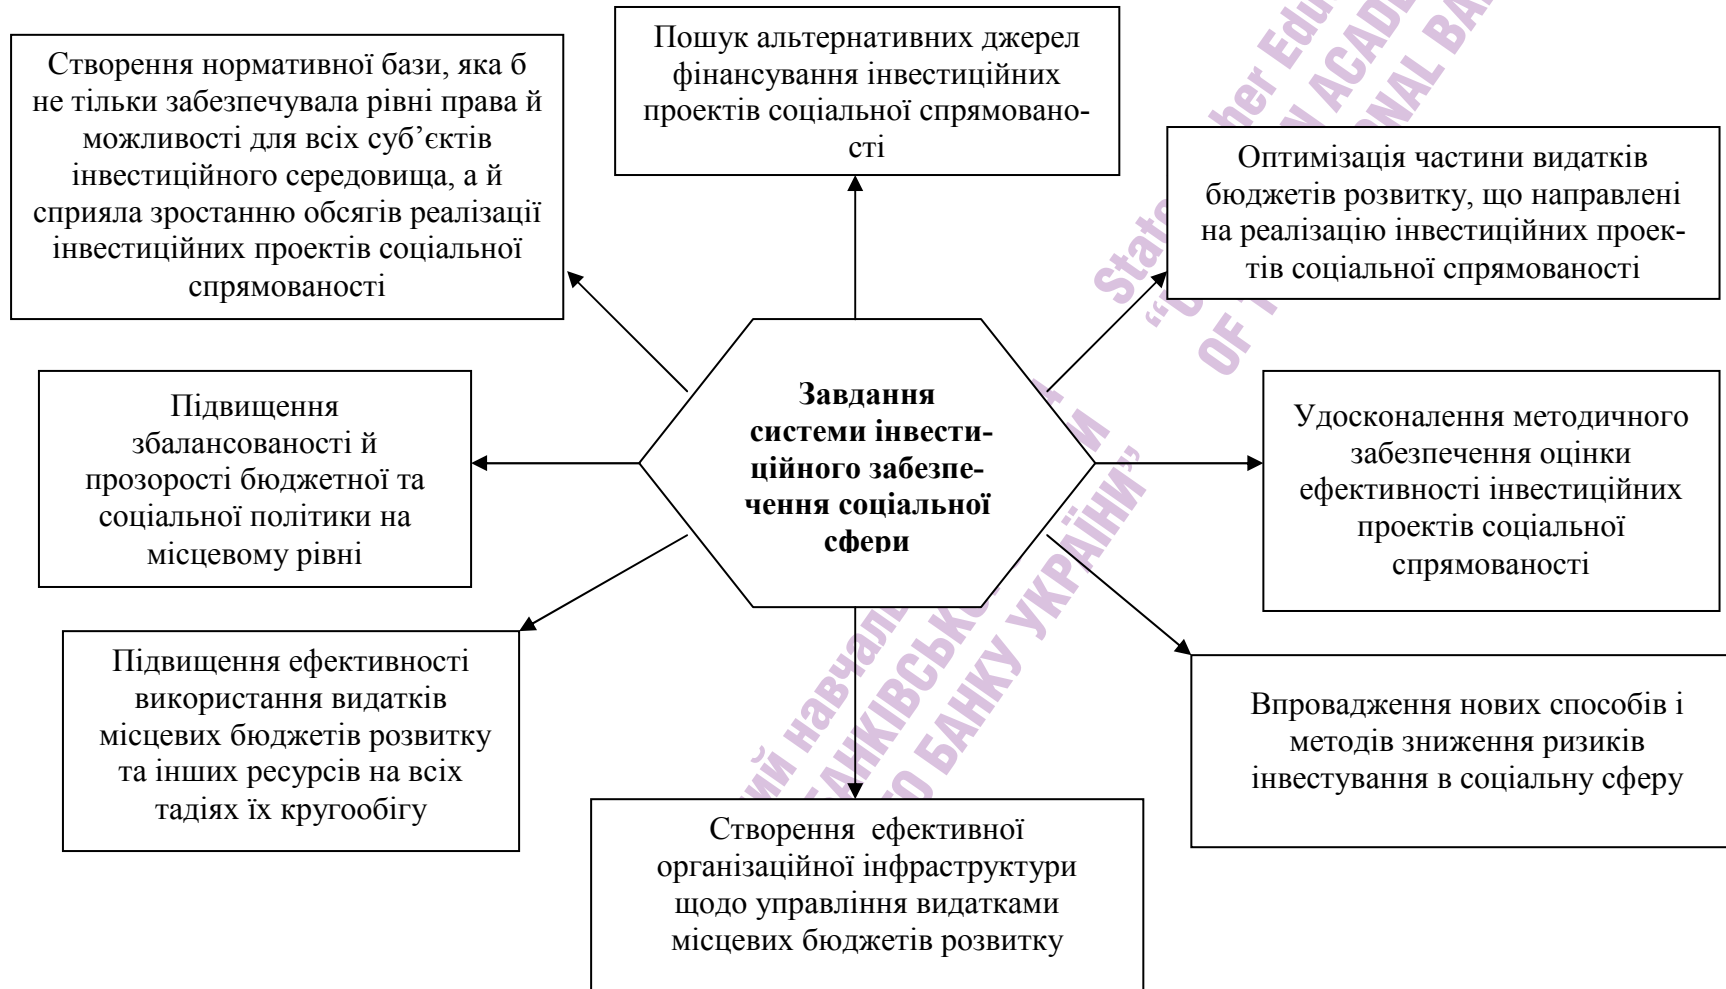 Пошук альтернативних джерел
фінансування інвестиційних
проектів соціальної спрямовано-
сті
Створення нормативної бази, яка б
не тільки забезпечувала рівні права й
можливості для всіх суб’єктів
інвестиційного середовища, а й
сприяла зростанню обсягів реалізації
інвестиційних проектів соціальної
спрямованості
Оптимізація частини видатків
бюджетів розвитку, що направлені
на реалізацію інвестиційних проек-
тів соціальної спрямованості
Підвищення
збалансованості й
прозорості бюджетної та
соціальної політики на
місцевому рівні
Завдання
системи інвести-
ційного забезпе-
чення соціальної
сфери
Удосконалення методичного
забезпечення оцінки
ефективності інвестиційних
проектів соціальної
спрямованості
Підвищення ефективності
використання видатків
місцевих бюджетів розвитку
та інших ресурсів на всіх
тадіях їх кругообігу
Впровадження нових способів і
методів зниження ризиків
інвестування в соціальну сферу
Створення ефективної
організаційної інфраструктури
щодо управління видатками
місцевих бюджетів розвитку
State
OF
БАНКУ УКРАЇНИ”